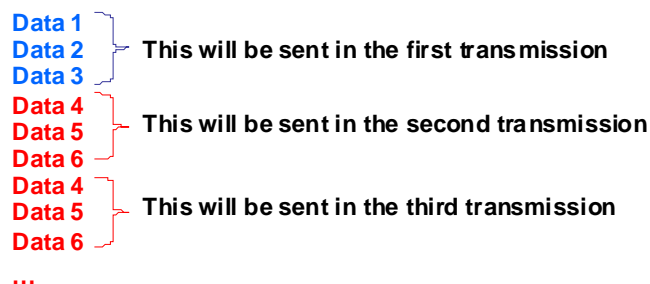 Data 1
Data 2
This will be sent in the first transmission
Data 3
Data 4
Data 5
This will be sent in the second transmission
Data 6
Data 4
Data 5
This will be sent in the third transmission
Data 6
...